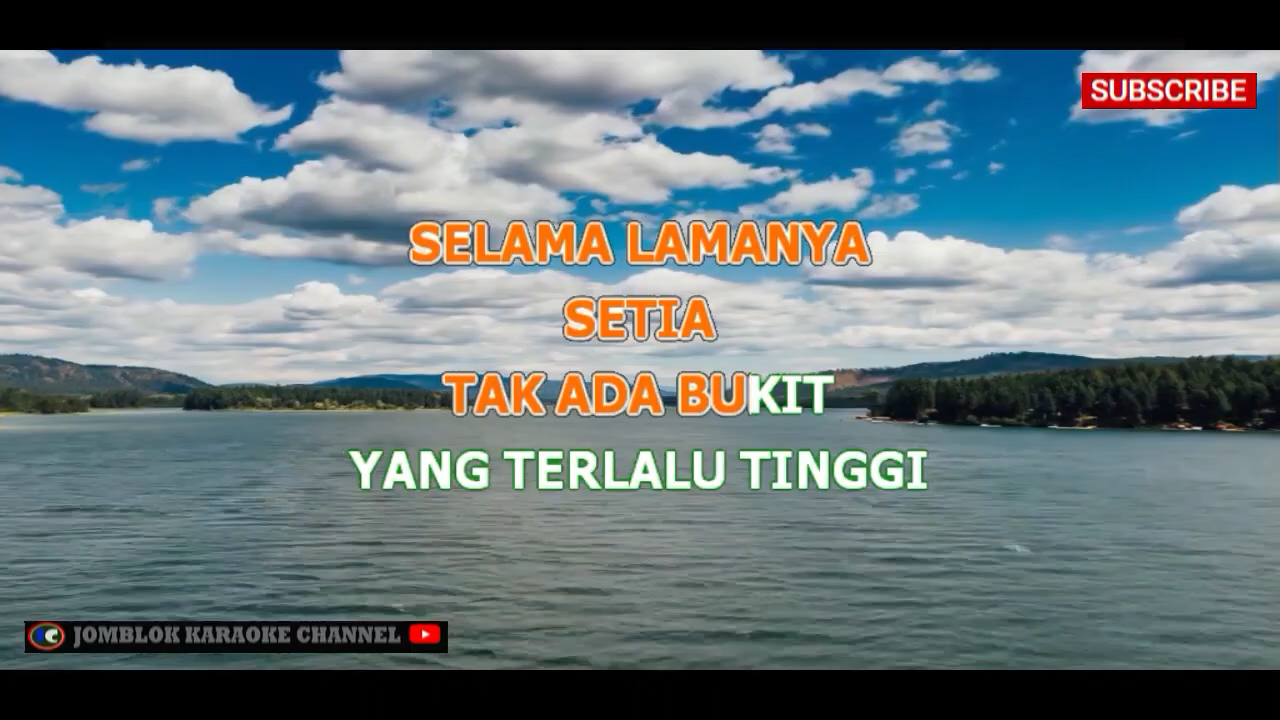 SUBSCRIBE
SELAMA LAMANYA
SETIA
TAK ADA BUKIT
YANG TERLALU TINGGI
JOMBLOK KARAOKE CHANNEL